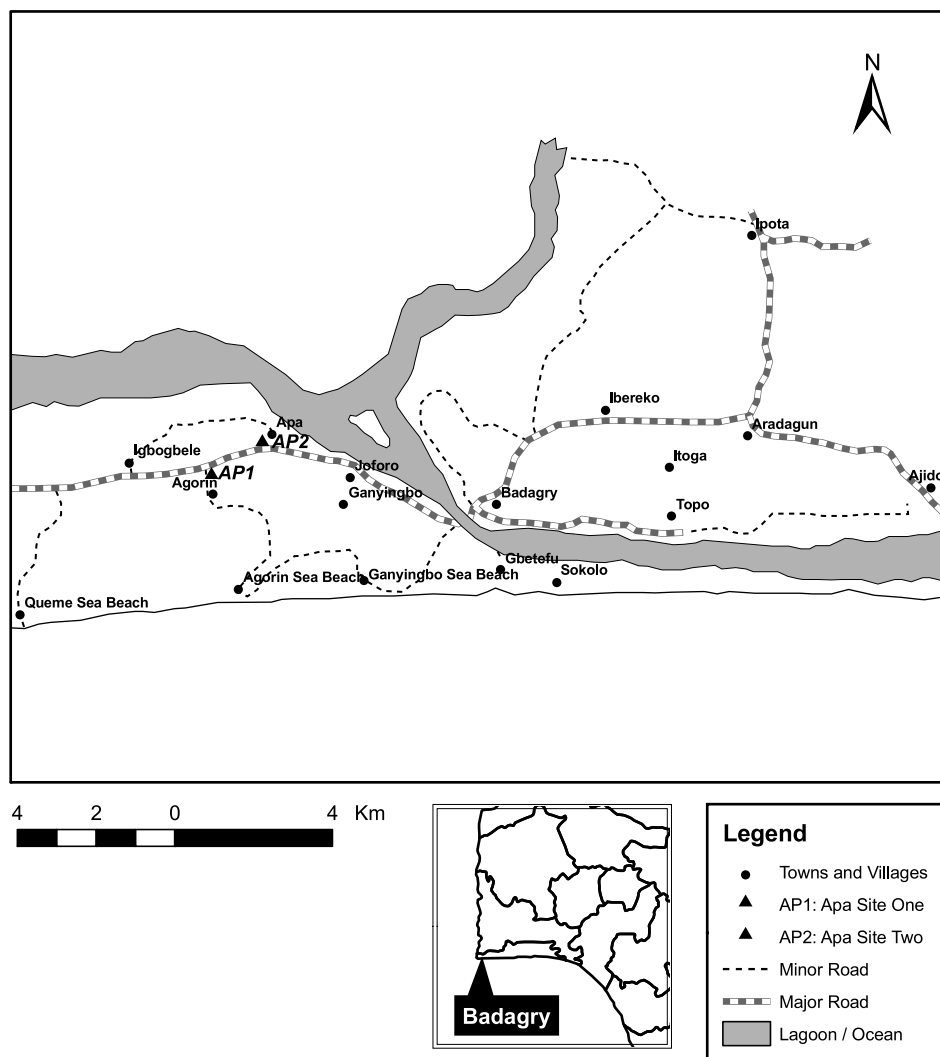 N
Ipota
Ibereko
Aradagun
Apa
AP2
Igbogbele
AP1
Agorin
Joforo
Ganyingbo
Itoga
Badagry
Topo
Ajido
Gbetefu
Sokolo
Agorin Sea Beach
Ganyingbo Sea Beach
Queme Sea Beach
4 2 0 4 Km
Badagry
Legend
Towns and Villages
AP1: Apa Site One
AP2: Apa Site Two
Minor Road
Major Road
Lagoon / Ocean